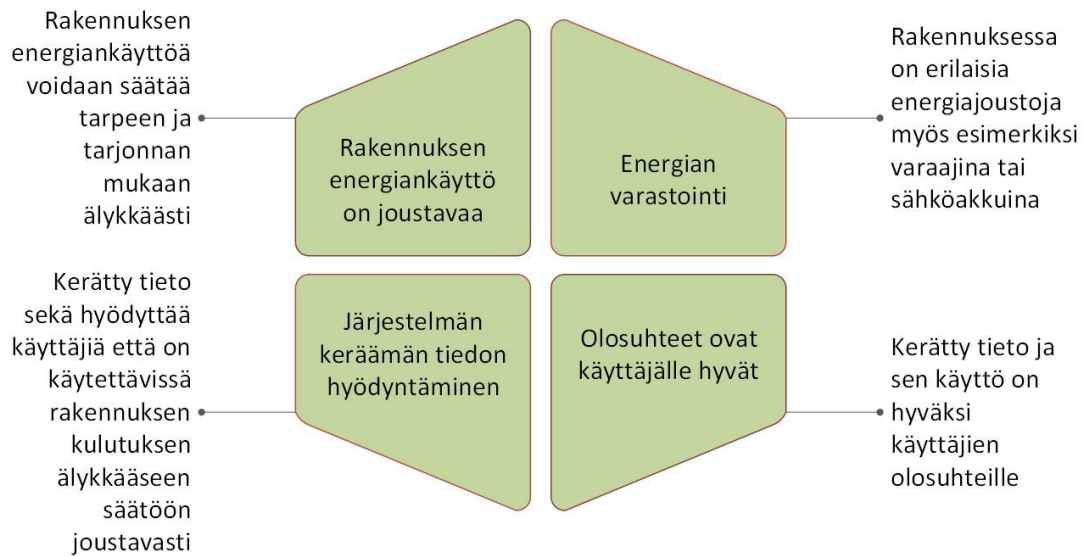 Rakennuksen
energiankäyttöä
voidaan säätää
tarpeen ja
tarjonnan
mukaan
älykkäästi
Rakennuksen
energiankäyttö
on joustavaa
Energian
varastointi
Rakennuksessa
on erilaisia
energiajoustoja
myös esimerkiksi
varaajina tai
sähköakkuina
Kerätty tieto
sekä hyödyttää
käyttäjiä että on
käytettävissä
rakennuksen
kulutuksen
älykkääseen
säätöön
joustavasti
Järjestelmän
keräämän tiedon
hyödyntäminen
Olosuhteet ovat
käyttäjälle hyvät
Kerätty tieto ja
sen käyttö on
hyväksi
käyttäjien
olosuhteille